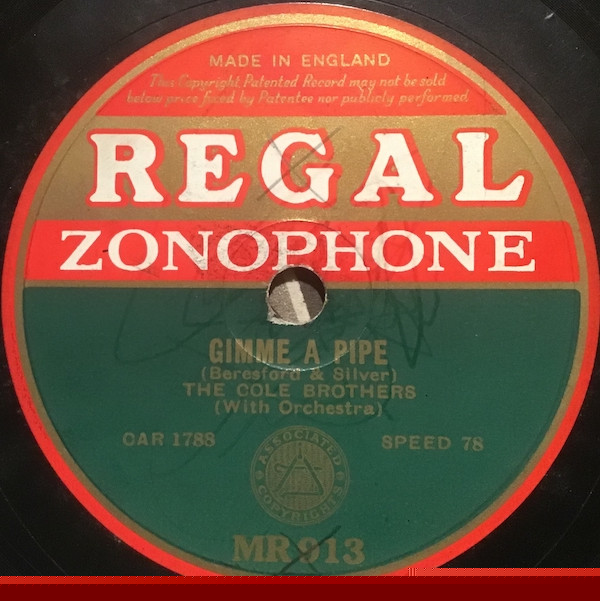 MADE IN ENGLAND
This Copyright Patented Record may not be sold
below price fixed by Patentee nor publicly performed
REGAL
ZONOPHONE
GIMME A PIPE
(Beresford & Silver)
THE COLE BROTHERS
(With Orchestra)
CAR 1788 SPEED 78
ASSOCIATED
COPYRIGHTS
MR 913